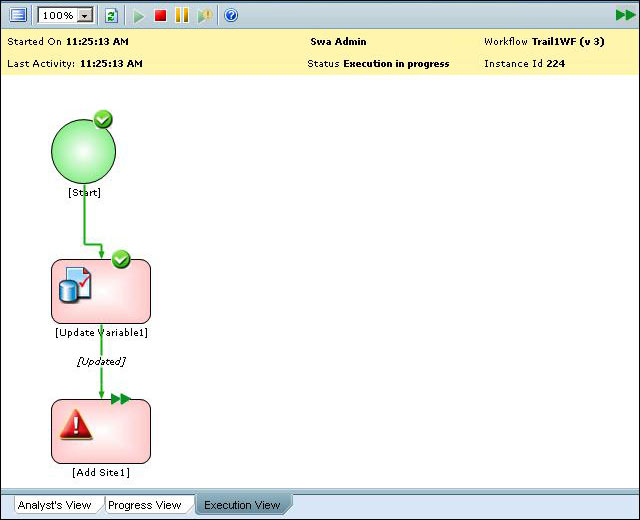 100%
Started On 11:25:13 AM Swa Admin Workflow Trail1WF (v 3)
Last Activity: 11:25:13 AM Status Execution in progress Instance Id 224
[Start]
[Update Variable1]
[Updated]
[Add Site1]
Analyst's View Progress View Execution View